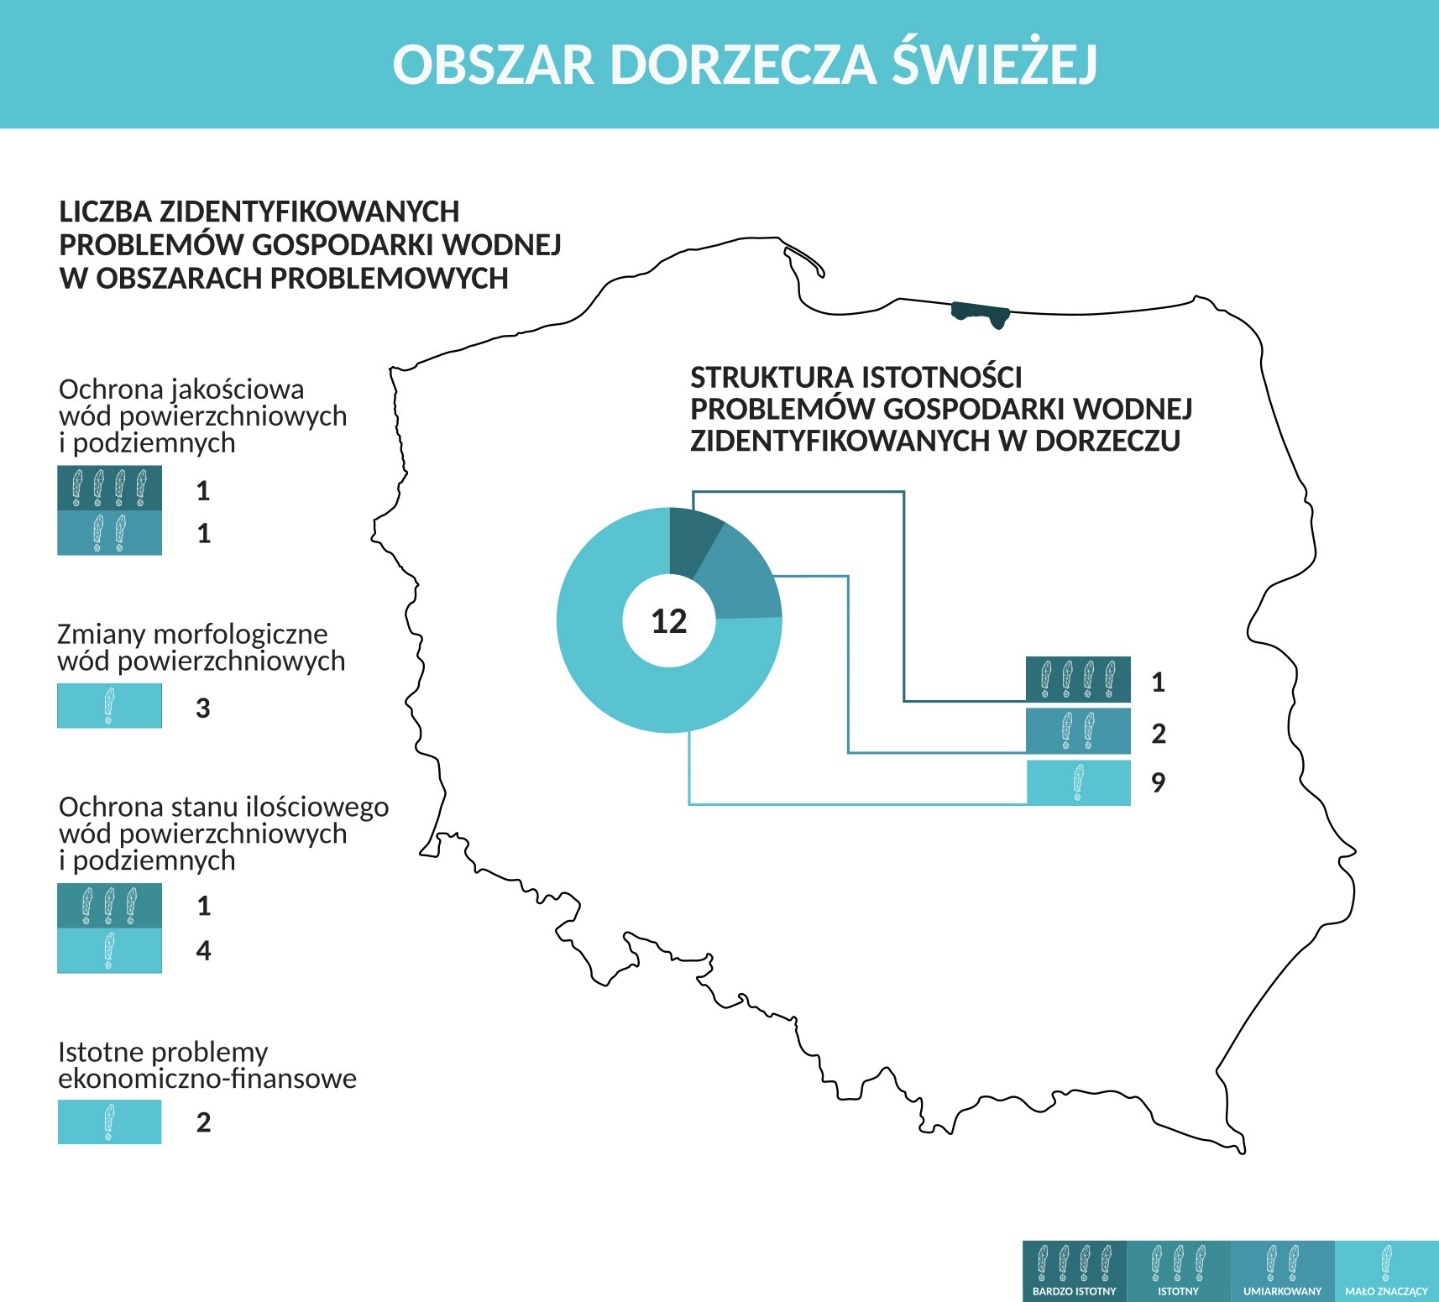 OBSZAR DORZECZA ŚWIEŻEJ
LICZBA ZIDENTYFIKOWANYCH
PROBLEMÓW GOSPODARKI WODNEJ
W OBSZARACH PROBLEMOWYCH
Ochrona jakościowa
wód powierzchniowych
i podziemnych
1
1
Zmiany morfologiczne
wód powierzchniowych
3
Ochrona stanu ilościowego
wód powierzchniowych
i podziemnych
1
4
Istotne problemy
ekonomiczno-finansowe
2
STRUKTURA ISTOTNOŚCI
PROBLEMÓW GOSPODARKI WODNEJ
ZIDENTYFIKOWANYCH W DORZECZU
12
1
2
9
BARDZO ISTOTNY
ISTOTNY
UMIARKOWANY
MAŁO ZNACZĄCY